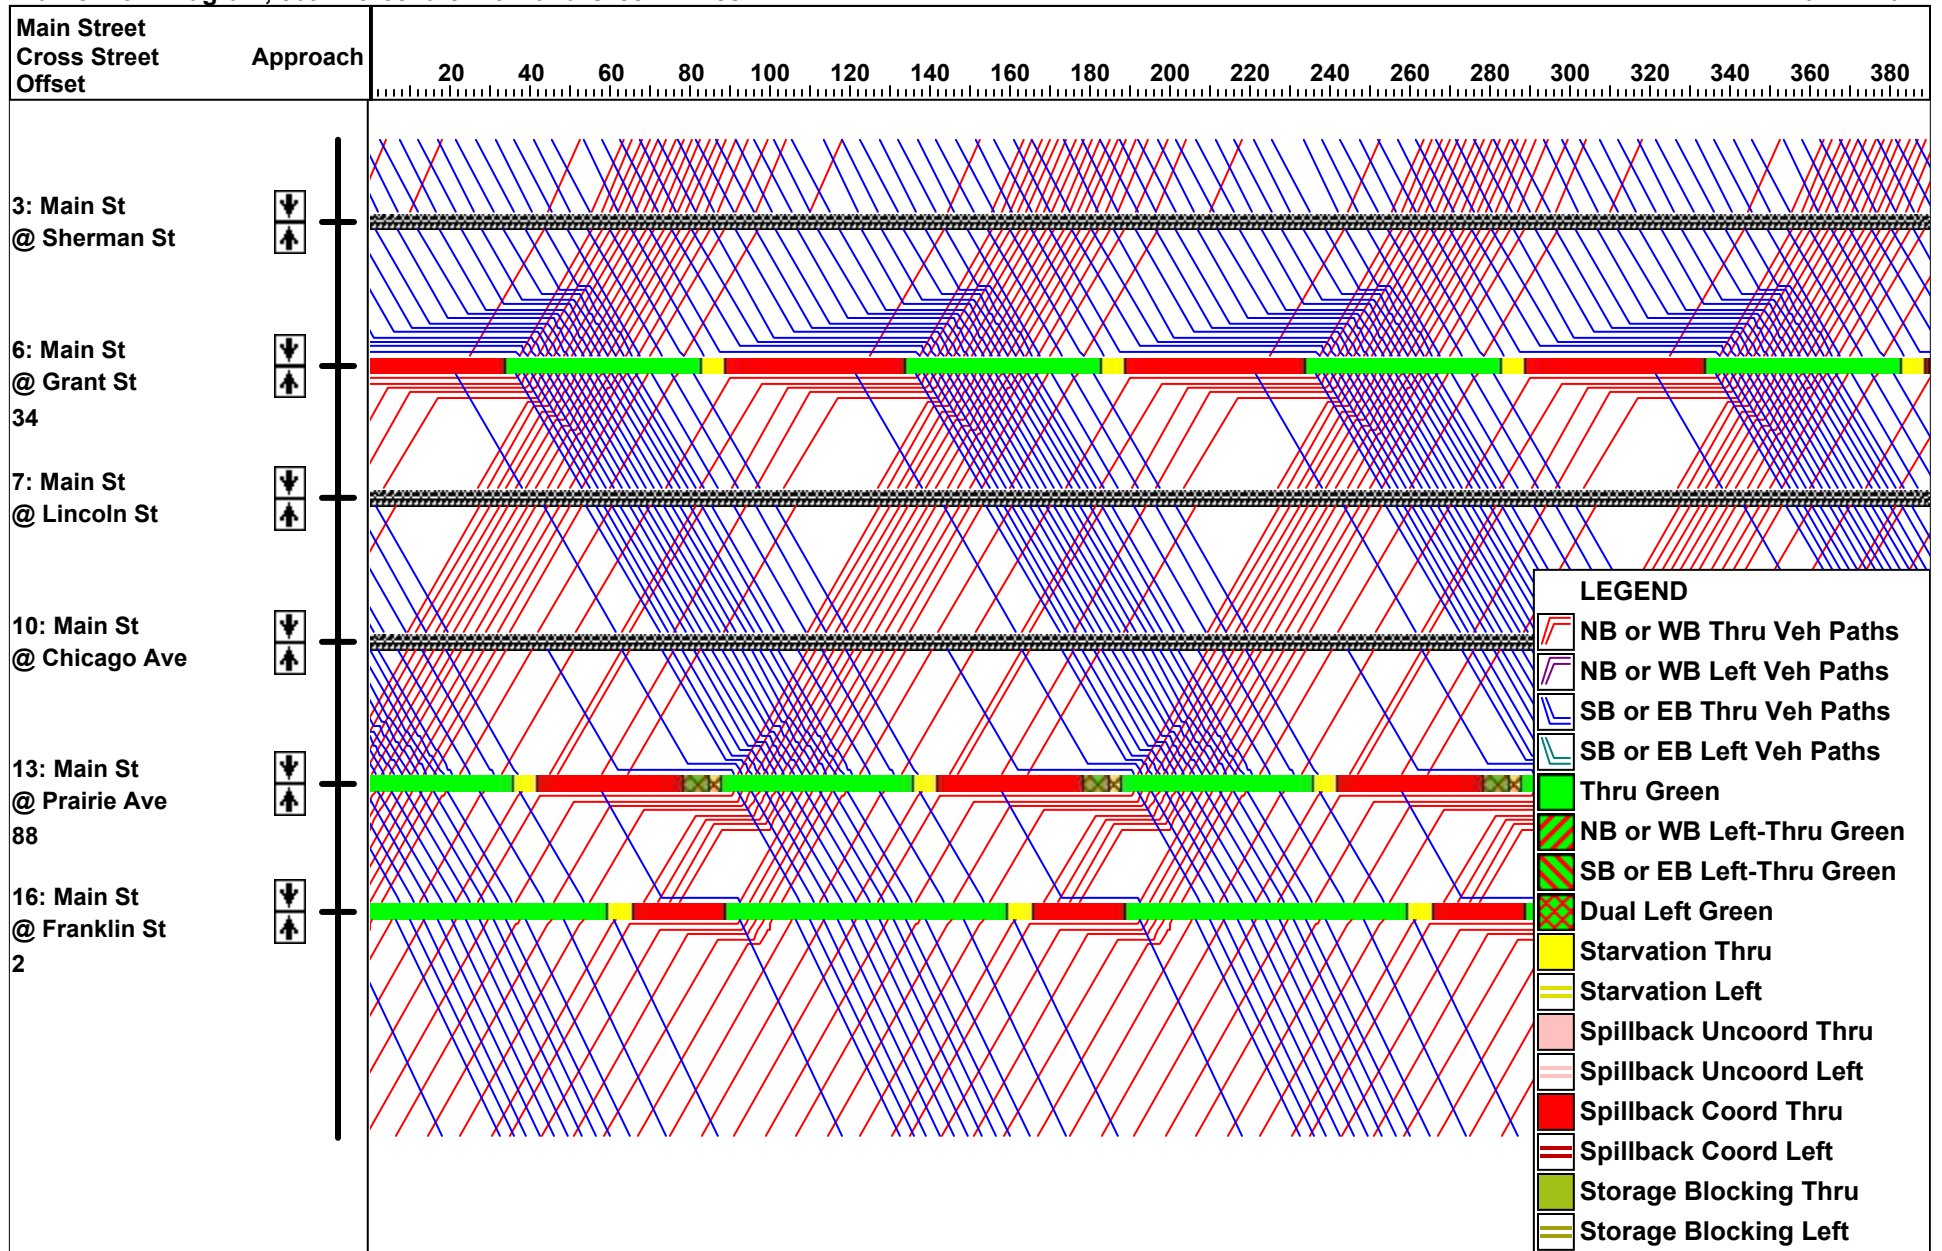 Main Street
Cross Street Approach
Offset
20 40 60 80 100 120 140 160 180 200 220 240 260 280 300 320 340 360 380
3: Main St
@ Sherman St
6: Main St
@ Grant St
34
7: Main St
@ Lincoln St
10: Main St
@ Chicago Ave
13: Main St
@ Prairie Ave
88
16: Main St
@ Franklin St
2
LEGEND
NB or WB Thru Veh Paths
NB or WB Left Veh Paths
SB or EB Thru Veh Paths
SB or EB Left Veh Paths
Thru Green
NB or WB Left-Thru Green
SB or EB Left-Thru Green
Dual Left Green
Starvation Thru
Starvation Left
Spillback Uncoord Thru
Spillback Uncoord Left
Spillback Coord Thru
Spillback Coord Left
Storage Blocking Thru
Storage Blocking Left